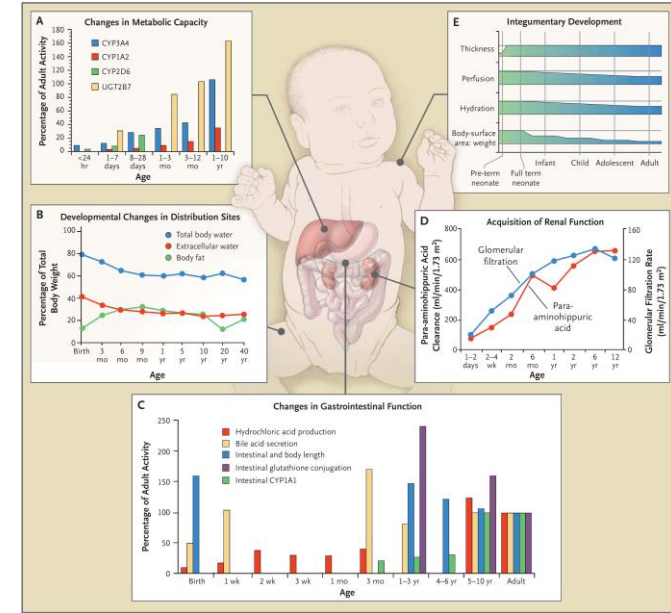 A
Changes in Metabolic Capacity
Percentage of Adult Activity
180
160
140
120
100
80
60
40
20
0
CYP3A4
CYP1A2
CYP2D6
UGT2B7
<24 hr
1–7 days
8–28 days
1–3 mo
3–12 mo
1–10 yr
Age
E
Integumentary Development
Thickness
Perfusion
Hydration
Body-surface
area: weight
Infant
Child
Adolescent
Adult
Pre-term
neonate
Full term
neonate
B
Developmental Changes in Distribution Sites
Percentage of Total
Body Weight
100
80
60
40
20
0
Total body water
Extracellular water
Body fat
Birth
3 mo
6 mo
9 mo
1 yr
5 yr
10 yr
20 yr
40 yr
Age
D
Acquisition of Renal Function
Para-aminohippuric Acid
Clearance (ml/min/1.73 m²)
800
600
400
200
0
Glomerular
filtration
Para-
aminohippuric
acid
160
120
80
40
0
Glomerular Filtration Rate
(ml/min/1.73 m²)
1–2 days
2–4 wk
2 mo
6 mo
1 yr
2 yr
6 yr
12 yr
Age
C
Changes in Gastrointestinal Function
Percentage of Adult Activity
250
200
150
100
50
0
Hydrochloric acid production
Bile acid secretion
Intestinal and body length
Intestinal glutathione conjugation
Intestinal CYP1A1
Birth
1 wk
2 wk
3 wk
1 mo
3 mo
1–3 yr
4–6 yr
5–10 yr
Adult
Age